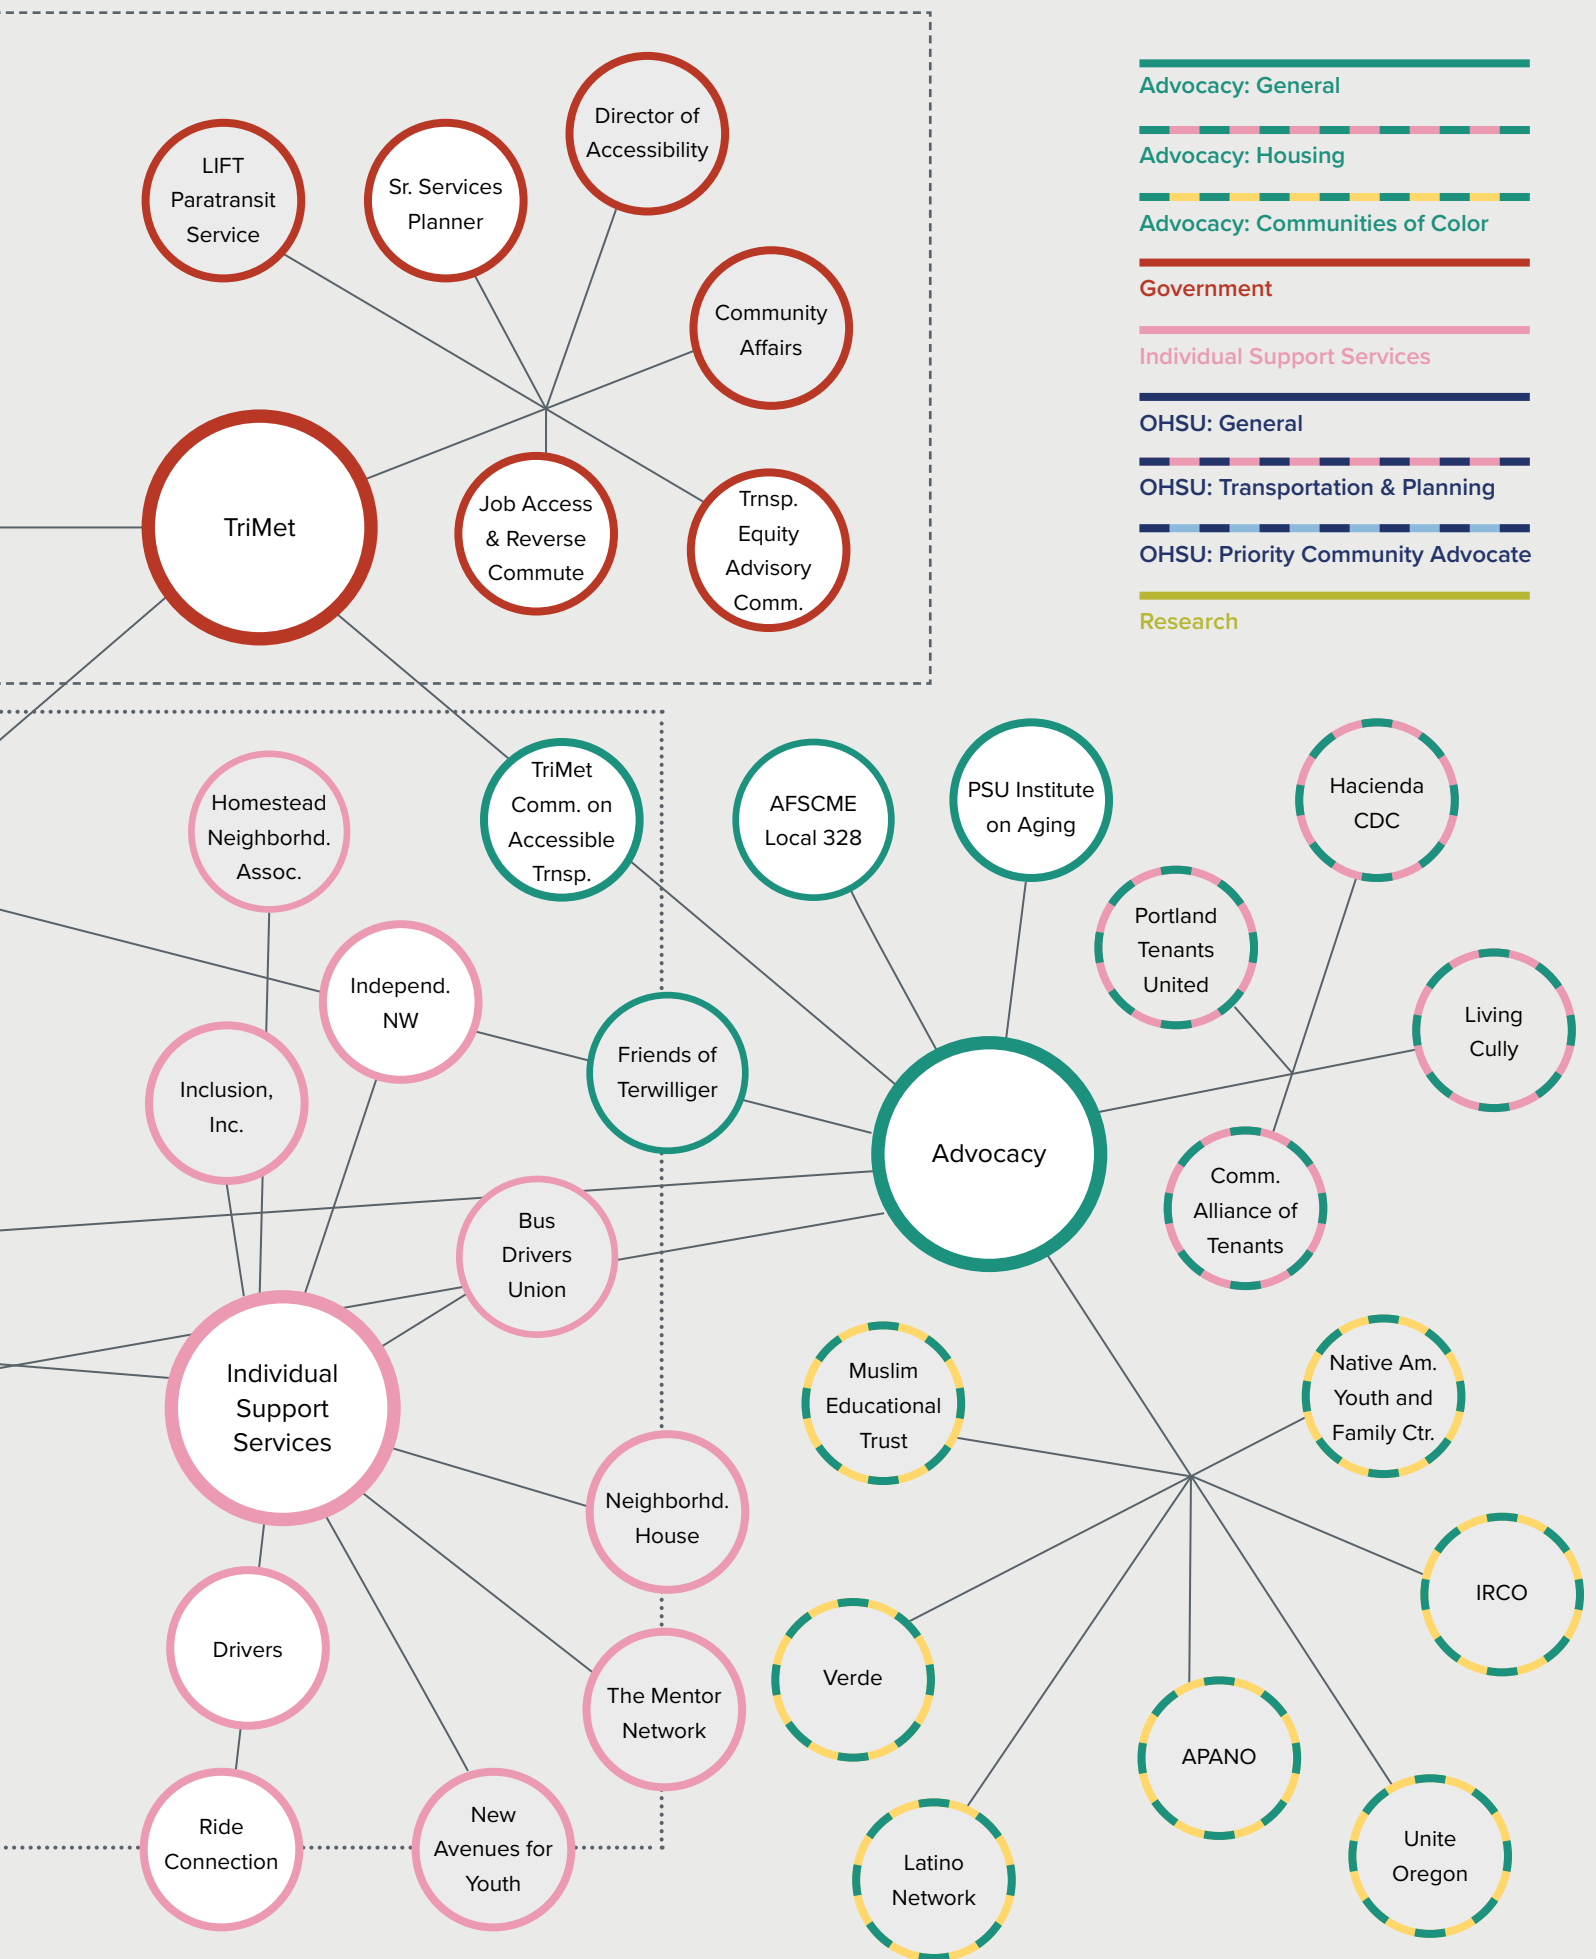 Director of
Accessibility
LIFT
Paratransit
Service
Sr. Services
Planner
Community
Affairs
TriMet
Job Access
& Reverse
Commute
Trnsp.
Equity
Advisory
Comm.
Advocacy: General
Advocacy: Housing
Advocacy: Communities of Color
Government
Individual Support Services
OHSU: General
OHSU: Transportation & Planning
OHSU: Priority Community Advocate
Research
Homestead
Neighborhd.
Assoc.
TriMet
Comm. on
Accessible
Trnsp.
AFSCME
Local 328
PSU Institute
on Aging
Hacienda
CDC
Portland
Tenants
United
Independ.
NW
Living
Cully
Friends of
Terwilliger
Inclusion,
Inc.
Advocacy
Comm.
Alliance of
Tenants
Bus
Drivers
Union
Individual
Support
Services
Muslim
Educational
Trust
Native Am.
Youth and
Family Ctr.
Neighborhd.
House
IRCO
Drivers
The Mentor
Network
Verde
APANO
Ride
Connection
New
Avenues for
Youth
Latino
Network
Unite
Oregon